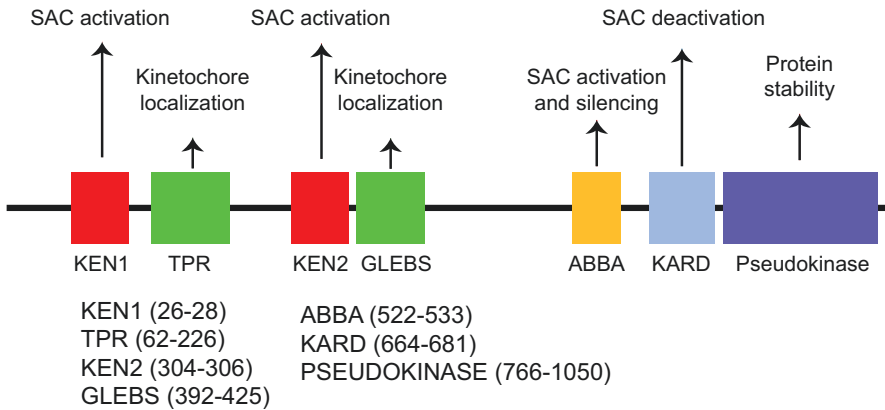 SAC activation
SAC activation
SAC deactivation
Kinetochore
localization
Kinetochore
localization
SAC activation
and silencing
Protein
stability
KEN1
TPR
KEN2
GLEBS
ABBA
KARD
Pseudokinase
KEN1 (26-28)
TPR (62-226)
KEN2 (304-306)
GLEBS (392-425)
ABBA (522-533)
KARD (664-681)
PSEUDOKINASE (766-1050)